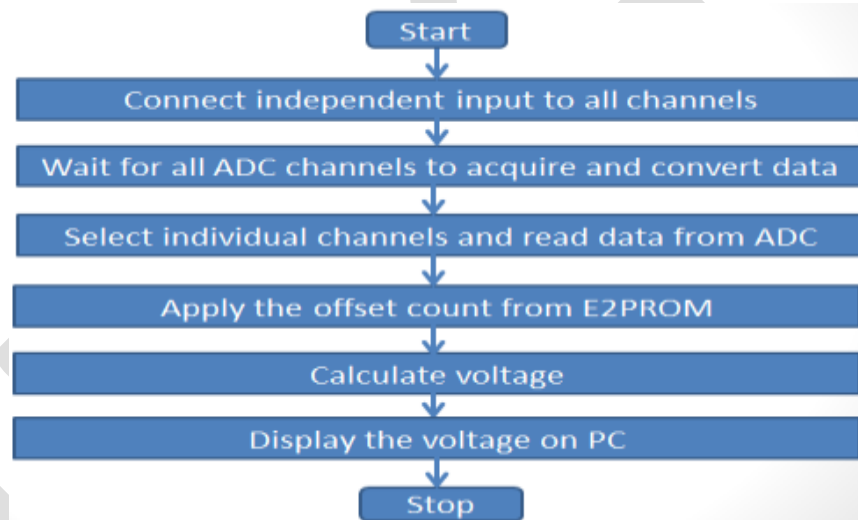 Start
Connect independent input to all channels
Wait for all ADC channels to acquire and convert data
Select individual channels and read data from ADC
Apply the offset count from E2PROM
Calculate voltage
Display the voltage on PC
Stop